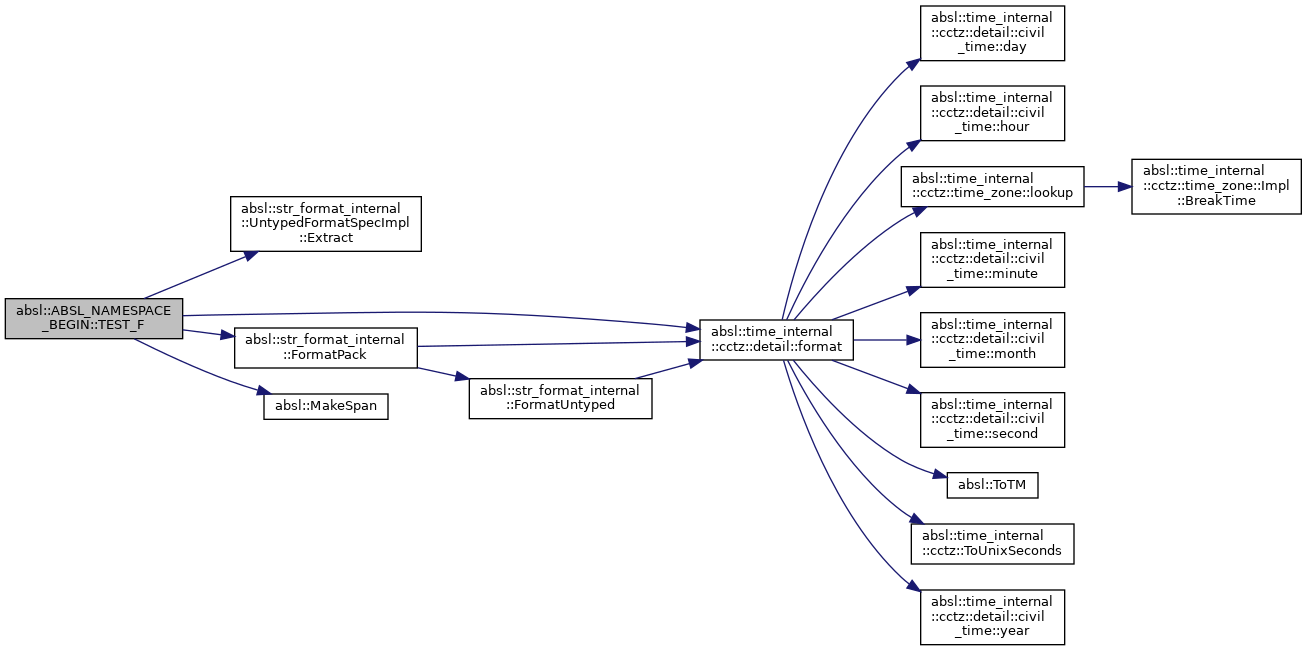 absl::ABSL_NAMESPACE
_BEGIN::TEST_F
absl::str_format_internal
::UntypedFormatSpecImpl
::Extract
absl::str_format_internal
::FormatPack
absl::MakeSpan
absl::str_format_internal
::FormatUntyped
absl::time_internal
::cctz::detail::format
absl::time_internal
::cctz::detail::civil
_time::day
absl::time_internal
::cctz::detail::civil
_time::hour
absl::time_internal
::cctz::time_zone::lookup
absl::time_internal
::cctz::time_zone::Impl
::BreakTime
absl::time_internal
::cctz::detail::civil
_time::minute
absl::time_internal
::cctz::detail::civil
_time::month
absl::time_internal
::cctz::detail::civil
_time::second
absl::ToTM
absl::time_internal
::cctz::ToUnixSeconds
absl::time_internal
::cctz::detail::civil
_time::year